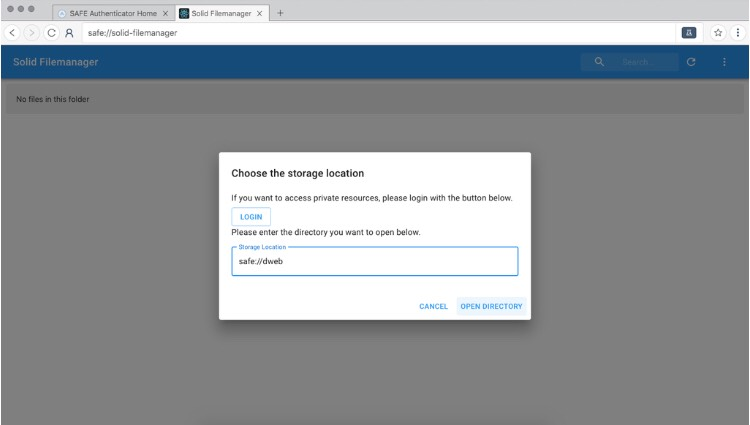 SAFE Authenticator Home
Solid Filemanager
safe://solid-filemanager
Solid Filemanager
Search...
No files in this folder
Choose the storage location
If you want to access private resources, please login with the button below.
LOGIN
Please enter the directory you want to open below.
Storage Location
safe://dweb
CANCEL
OPEN DIRECTORY